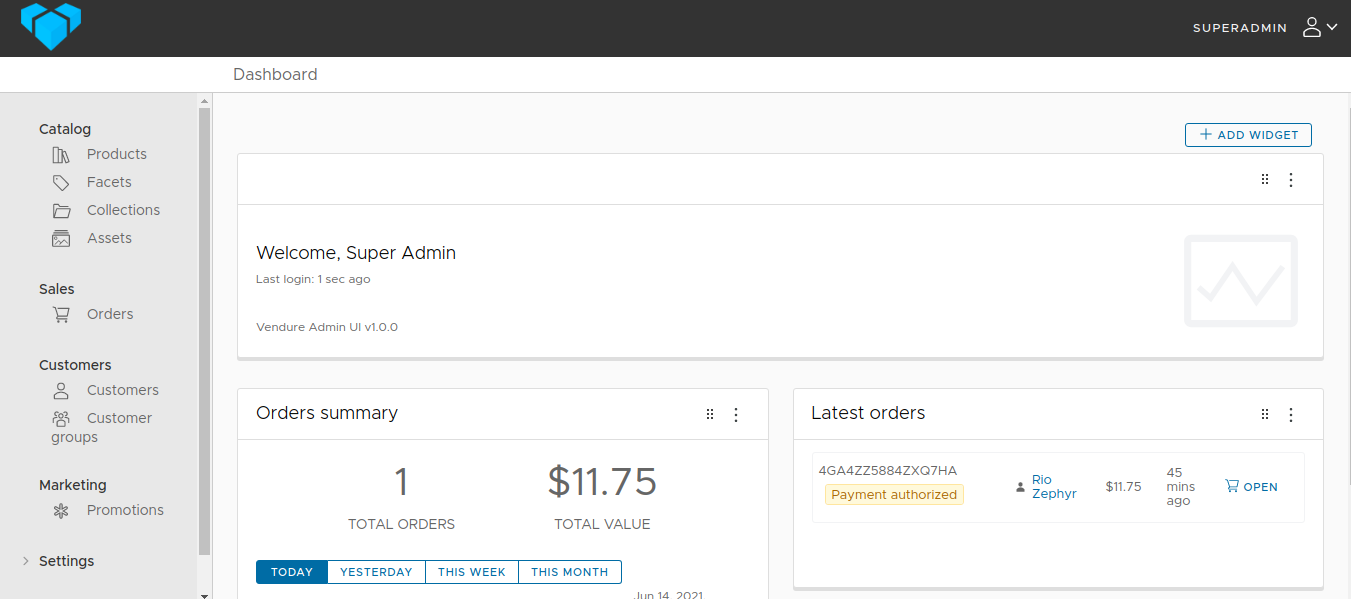 SUPERADMIN
Dashboard
Catalog
Products
Facets
Collections
Assets
Sales
Orders
Customers
Customers
Customer
groups
Marketing
Promotions
Settings
ADD WIDGET
Welcome, Super Admin
Last login: 1 sec ago
Vendure Admin UI v1.0.0
Orders summary
1
TOTAL ORDERS
$11.75
TOTAL VALUE
TODAY
YESTERDAY
THIS WEEK
THIS MONTH
Jun 14, 2021
Latest orders
4GA4ZZ5884ZXQ7HA
Payment authorized
Rio
Zephyr
$11.75
45
mins
ago
OPEN